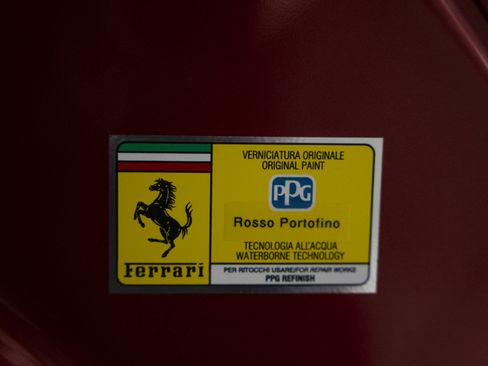 VERNICIATURA ORIGINALE
ORIGINAL PAINT
PPG
Rosso Portofino
TECNOLOGIA ALL'ACQUA
WATERBORNE TECHNOLOGY
Ferrari
PER RITOCCHI USARE/FOR REPAIR WORKS
PPG REFINISH